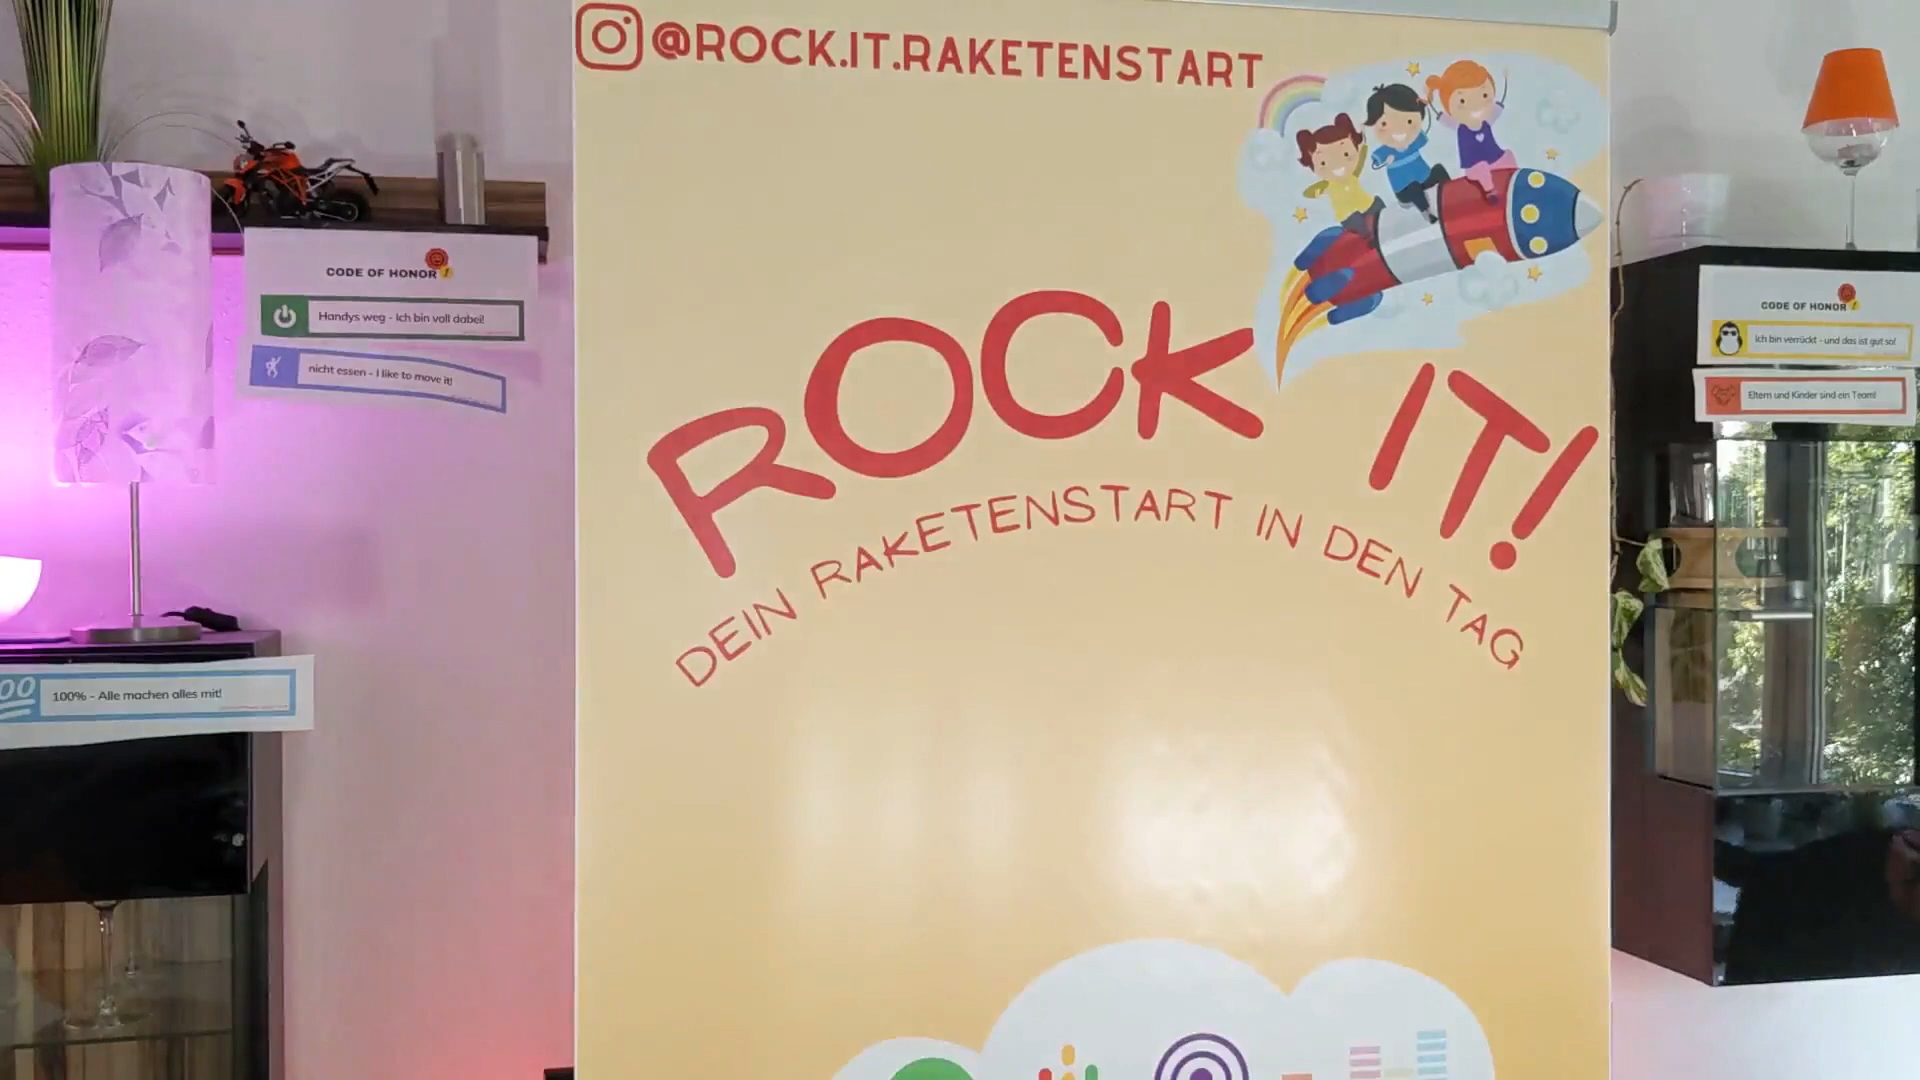 @ROCK.IT.RAKETENSTART
ROCK IT!
DEIN RAKETENSTART IN DEN TAG
CODE OF HONOR
Handys weg - Ich bin voll dabei!
nicht essen - I like to move it!
100% - Alle machen alles mit!
CODE OF HONOR
Ich bin verrückt - und das ist gut so!
Eltern und Kinder sind ein Team!